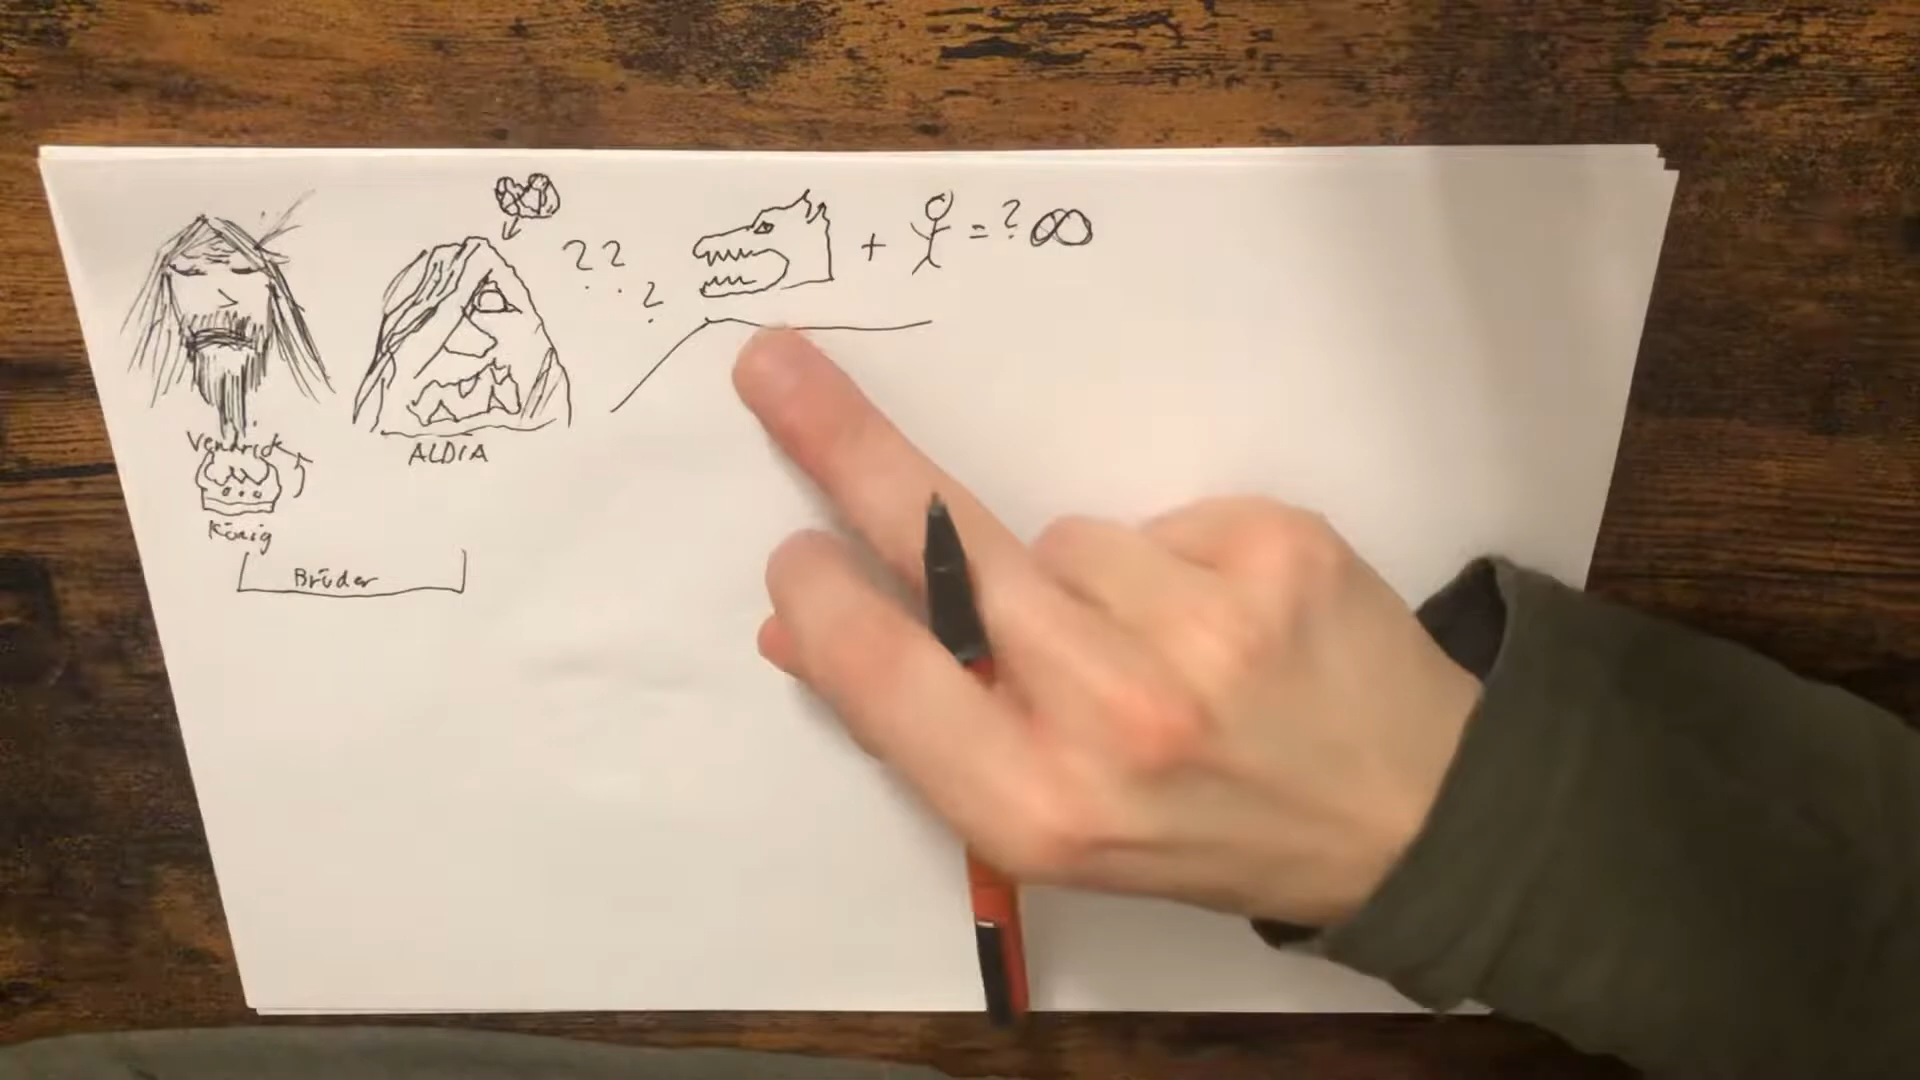 ? ?
?
+ = ? ∞
Vendrick
ALDIA
König
Brüder